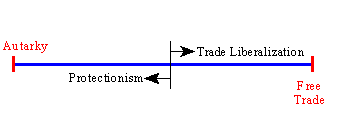 Autarky
Trade Liberalization
Protectionism
Free
Trade